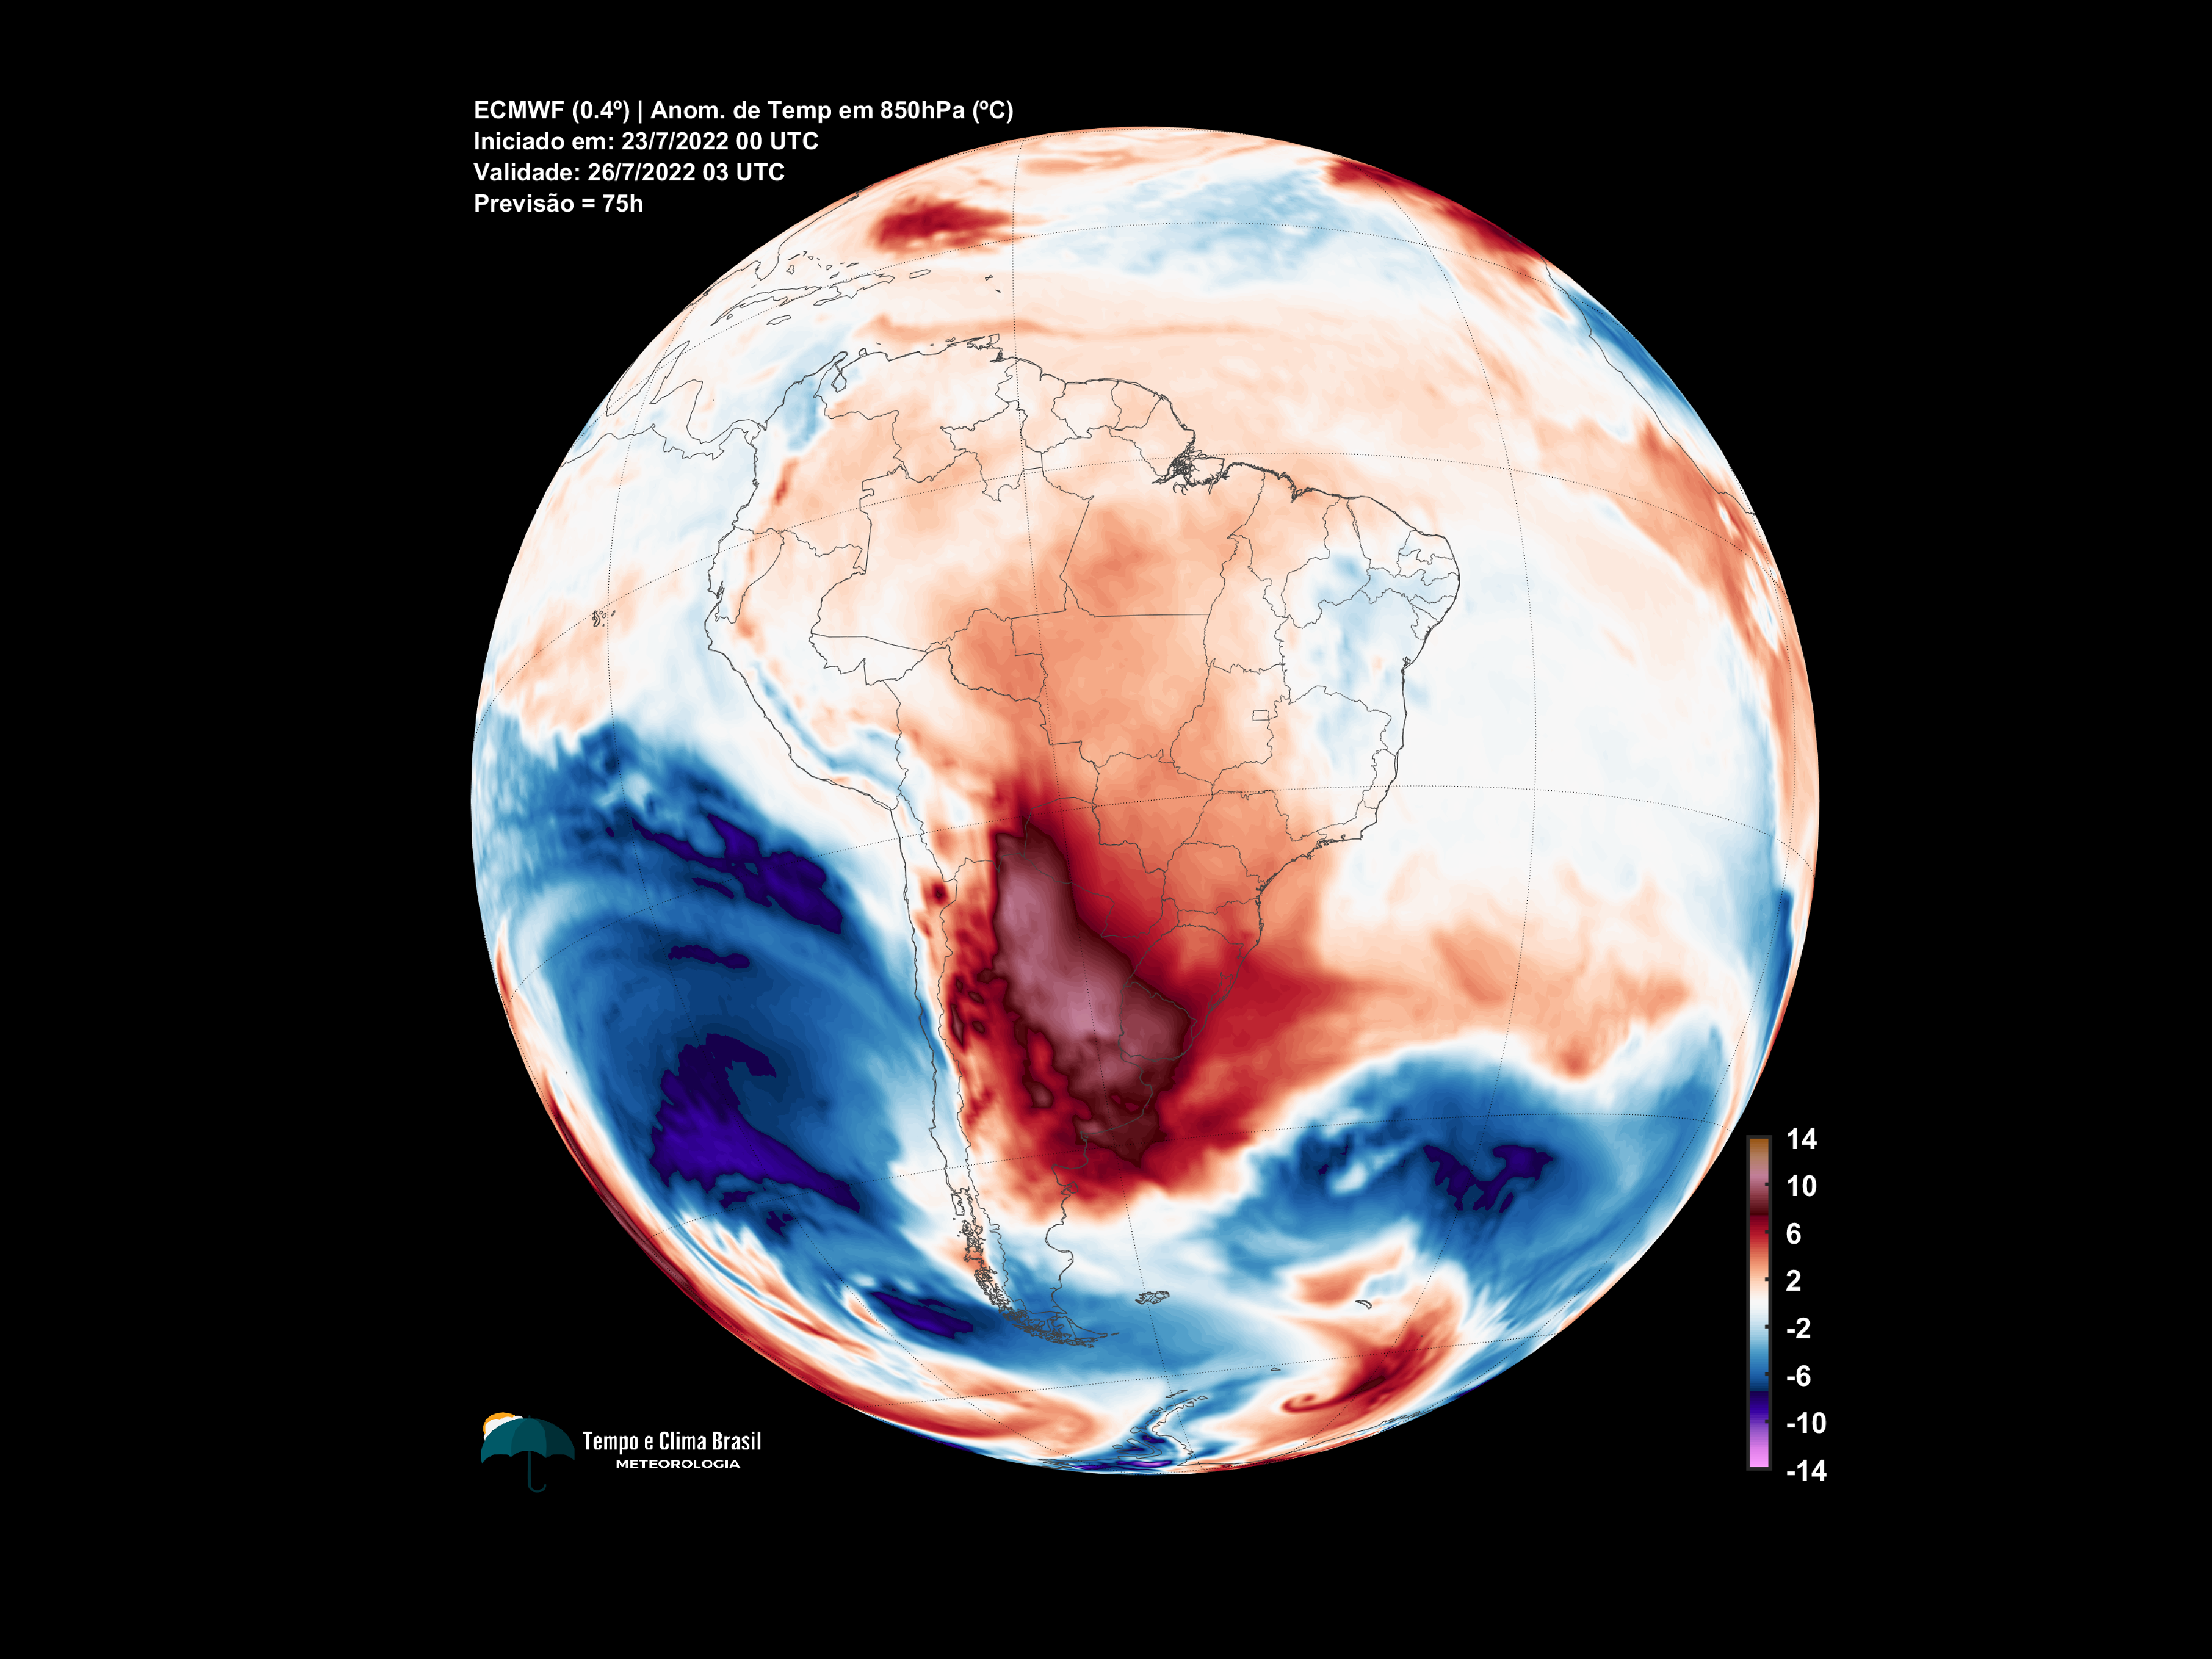 ECMWF (0.4º) | Anom. de Temp em 850hPa (ºC)
Iniciado em: 23/7/2022 00 UTC
Validade: 26/7/2022 03 UTC
Previsão = 75h
14
10
6
2
-2
-6
-10
-14
Tempo e Clima Brasil
METEOROLOGIA